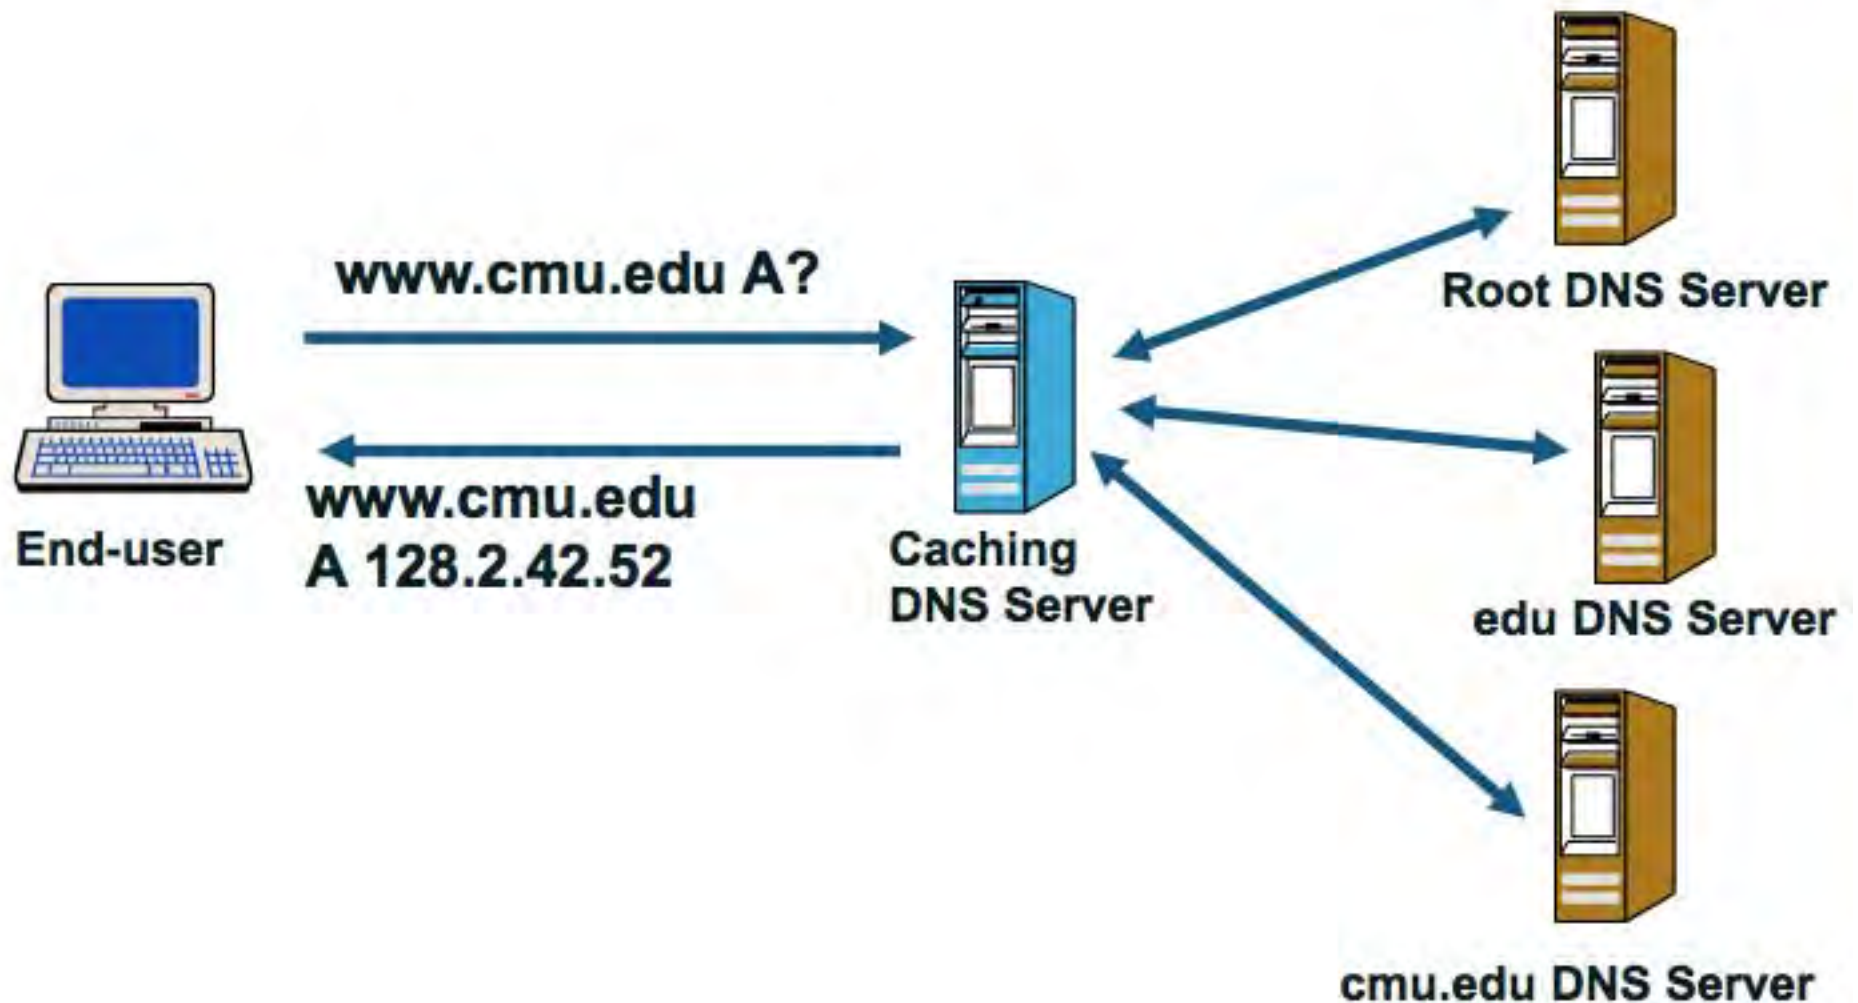 www.cmu.edu A?
www.cmu.edu
A 128.2.42.52
End-user
Caching
DNS Server
Root DNS Server
edu DNS Server
cmu.edu DNS Server